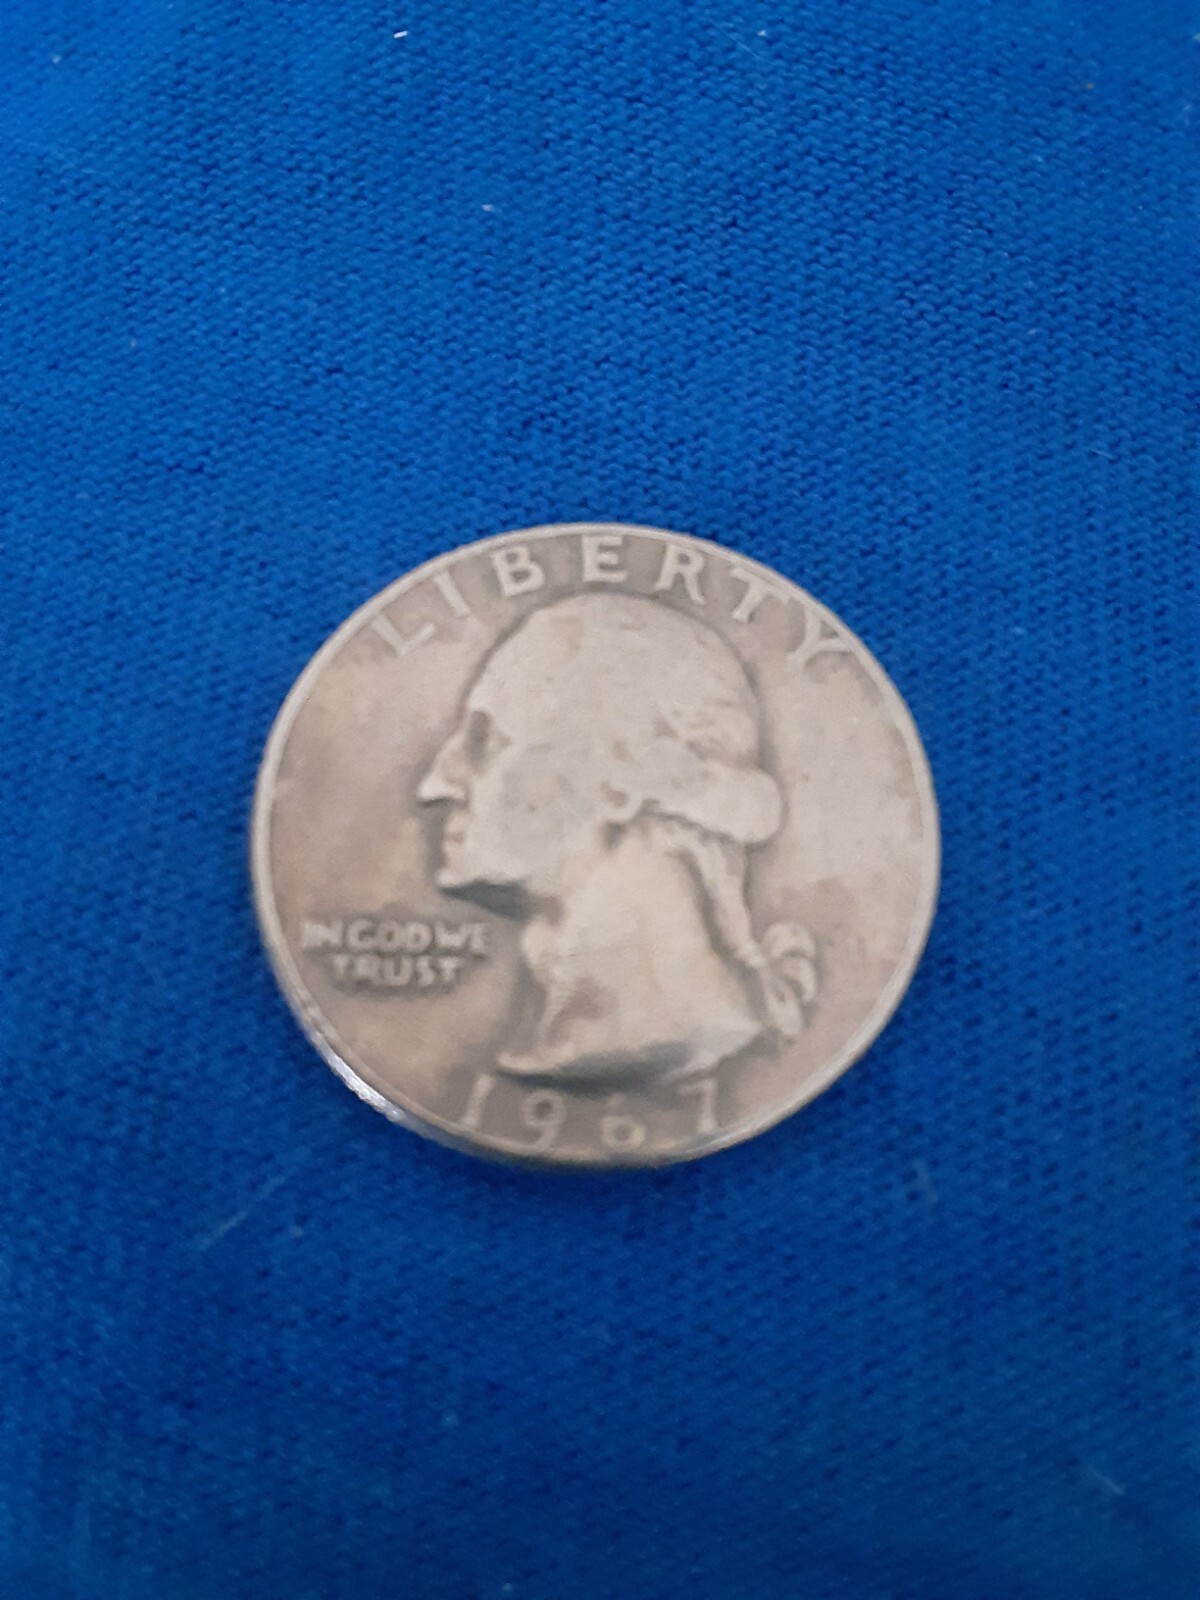 LIBERTY
IN GOD WE
TRUST
1967